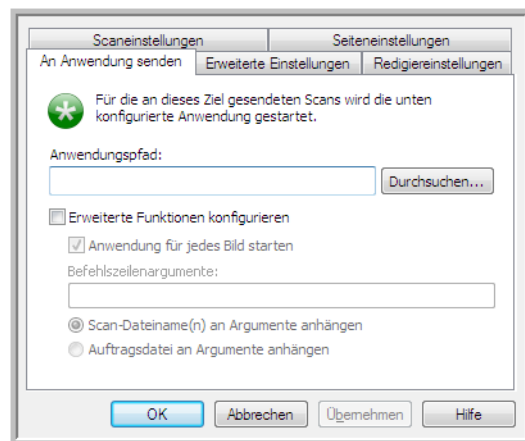 Scaneinstellungen
Seiteneinstellungen
An Anwendung senden
Erweiterte Einstellungen
Redigiereinstellungen
Für die an dieses Ziel gesendeten Scans wird die unten
konfigurierte Anwendung gestartet.
Anwendungspfad:
Durchsuchen...
Erweiterte Funktionen konfigurieren
Anwendung für jedes Bild starten
Befehlszeilenargumente:
Scan-Dateiname(n) an Argumente anhängen
Auftragsdatei an Argumente anhängen
OK
Abbrechen
Übernehmen
Hilfe